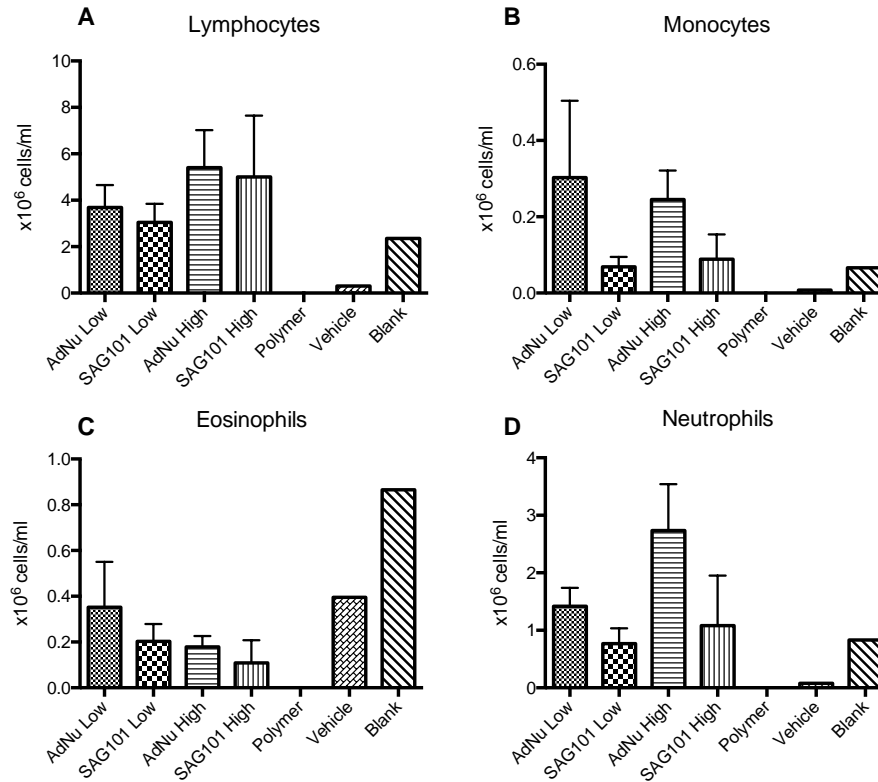 A
Lymphocytes
x10⁶ cells/ml
10
8
6
4
2
0
AdNu Low
SAG101 Low
AdNu High
SAG101 High
Polymer
Vehicle
Blank
B
Monocytes
x10⁶ cells/ml
0.6
0.4
0.2
0.0
AdNu Low
SAG101 Low
AdNu High
SAG101 High
Polymer
Vehicle
Blank
C
Eosinophils
x10⁶ cells/ml
1.0
0.8
0.6
0.4
0.2
0.0
AdNu Low
SAG101 Low
AdNu High
SAG101 High
Polymer
Vehicle
Blank
D
Neutrophils
x10⁶ cells/ml
4
3
2
1
0
AdNu Low
SAG101 Low
AdNu High
SAG101 High
Polymer
Vehicle
Blank